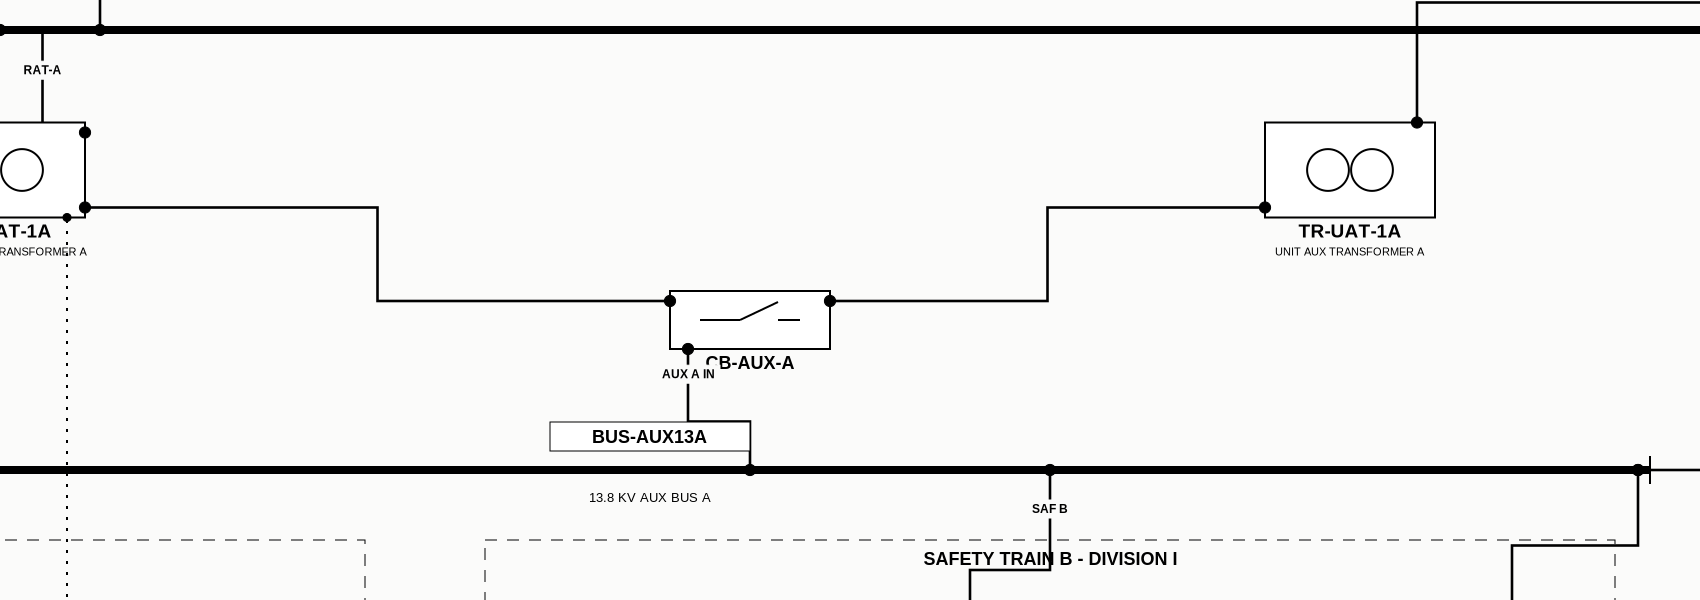 RAT-A
AT-1A
TR-UAT-1A
RANSFORMER A
UNIT AUX TRANSFORMER A
CB-AUX-A
AUX A IN
BUS-AUX13A
13.8 KV AUX BUS A
SAF B
SAFETY TRAIN B - DIVISION I